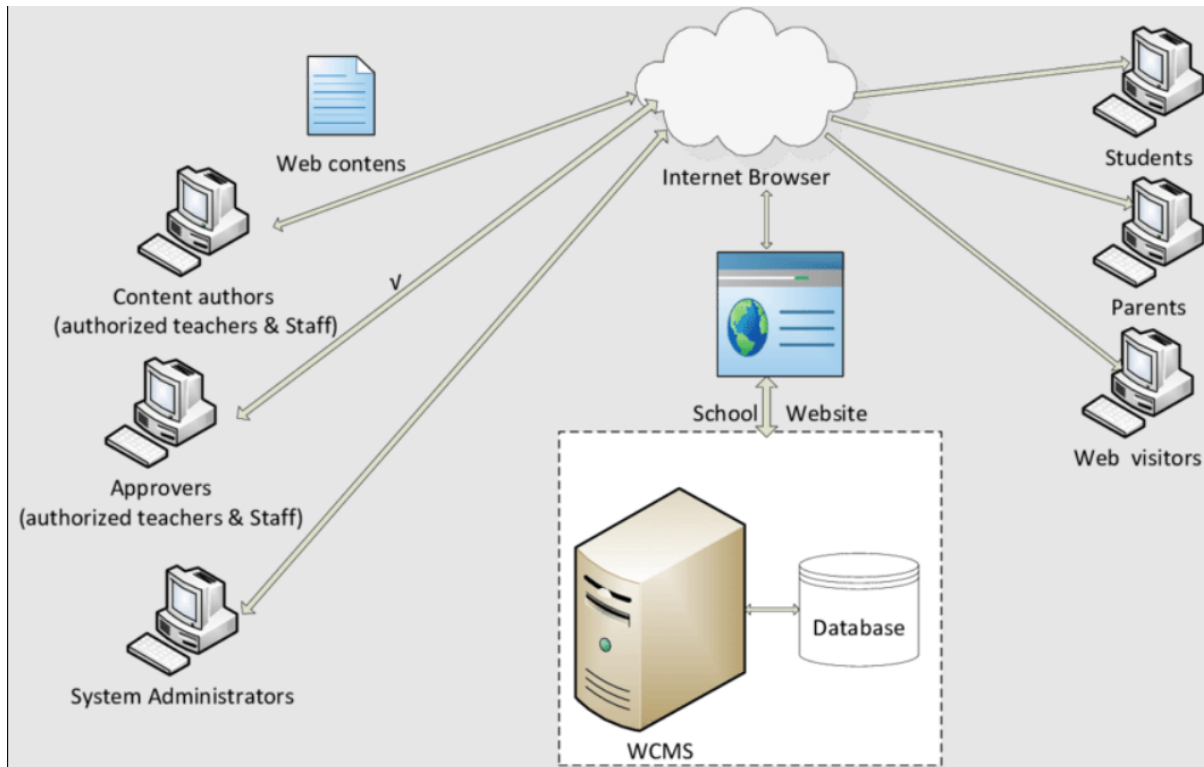 Web contens
Internet Browser
Students
Content authors
(authorized teachers & Staff)
√
Parents
School Website
Approvers
(authorized teachers & Staff)
Web visitors
Database
System Administrators
WCMS